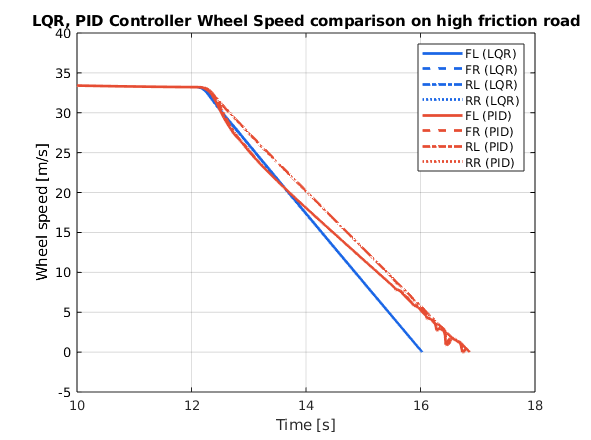 LQR, PID Controller Wheel Speed comparison on high friction road
40
35
30
25
20
15
10
5
0
-5
Wheel speed [m/s]
FL (LQR)
FR (LQR)
RL (LQR)
RR (LQR)
FL (PID)
FR (PID)
RL (PID)
RR (PID)
10 12 14 16 18
Time [s]